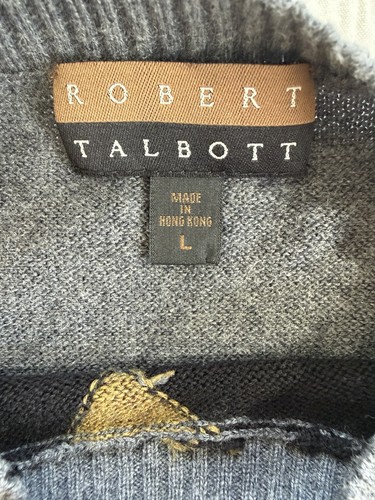 ROBERT
TALBOTT
MADE
IN
HONG KONG
L